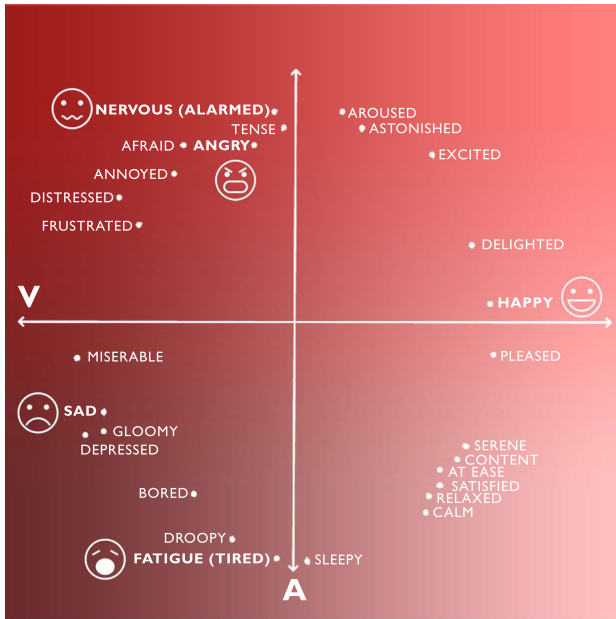 NERVOUS (ALARMED)
AROUSED
TENSE
ASTONISHED
AFRAID
ANGRY
EXCITED
ANNOYED
DISTRESSED
FRUSTRATED
DELIGHTED
V
HAPPY
MISERABLE
PLEASED
SAD
GLOOMY
DEPRESSED
SERENE
CONTENT
AT EASE
SATISFIED
BORED
RELAXED
CALM
DROOPY
FATIGUE (TIRED)
SLEEPY
A